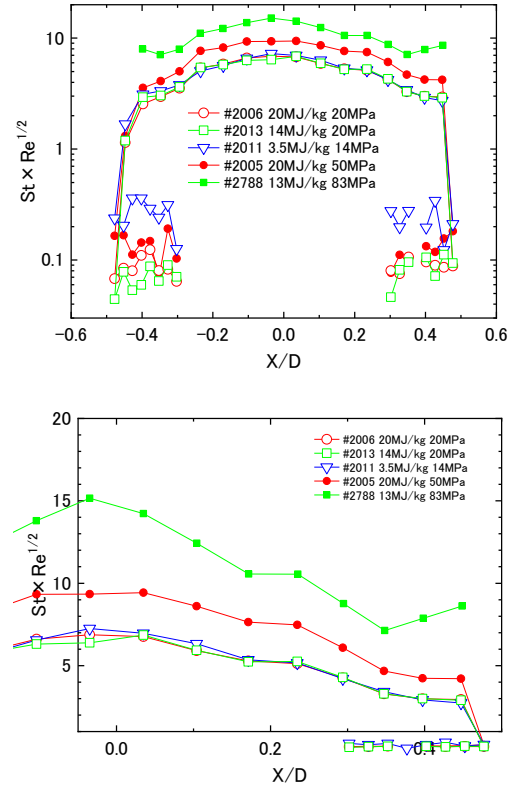 10
1
0.1
St × Re1/2
#2006 20MJ/kg 20MPa
#2013 14MJ/kg 20MPa
#2011 3.5MJ/kg 14MPa
#2005 20MJ/kg 50MPa
#2788 13MJ/kg 83MPa
−0.6 −0.4 −0.2 0.0 0.2 0.4 0.6
X/D
20
15
10
5
St × Re1/2
#2006 20MJ/kg 20MPa
#2013 14MJ/kg 20MPa
#2011 3.5MJ/kg 14MPa
#2005 20MJ/kg 50MPa
#2788 13MJ/kg 83MPa
0.0 0.2 0.4
X/D